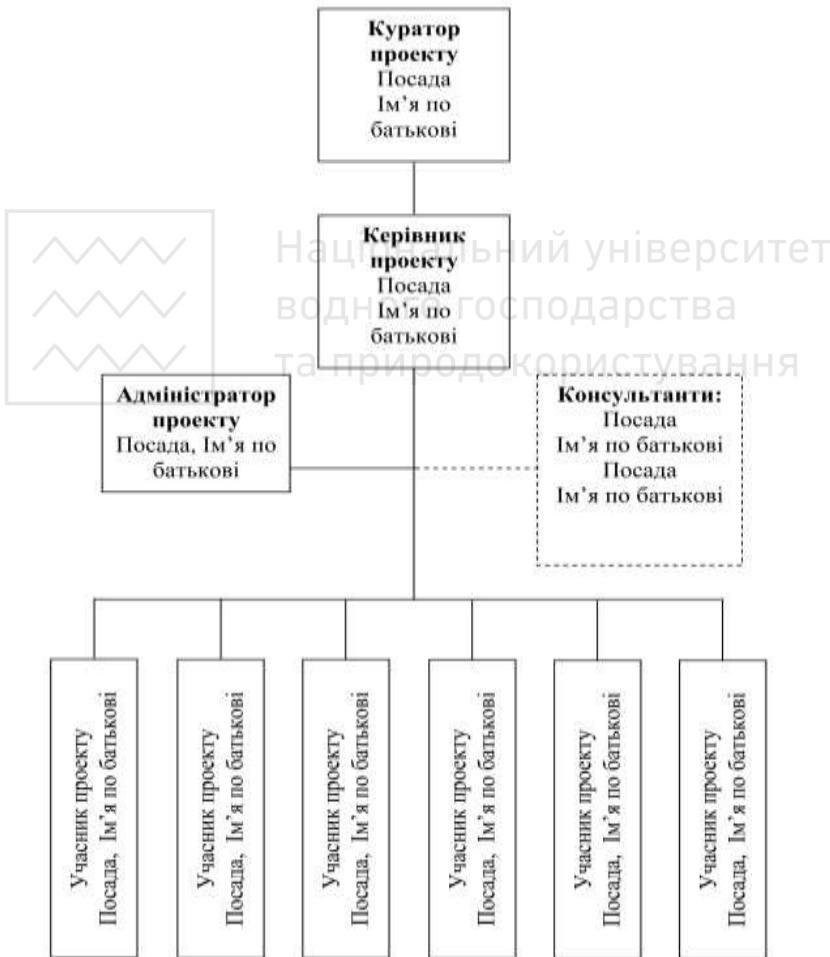 Куратор
проекту
Посада
Ім’я по
батькові
Національний університет
водного господарства
та природокористування
Керівник
проекту
Посада
Ім’я по
батькові
Адміністратор
проекту
Посада, Ім’я по
батькові
Консультанти:
Посада
Ім’я по батькові
Посада
Ім’я по батькові
Учасник проекту
Посада, Ім’я по батькові
Учасник проекту
Посада, Ім’я по батькові
Учасник проекту
Посада, Ім’я по батькові
Учасник проекту
Посада, Ім’я по батькові
Учасник проекту
Посада, Ім’я по батькові
Учасник проекту
Посада, Ім’я по батькові